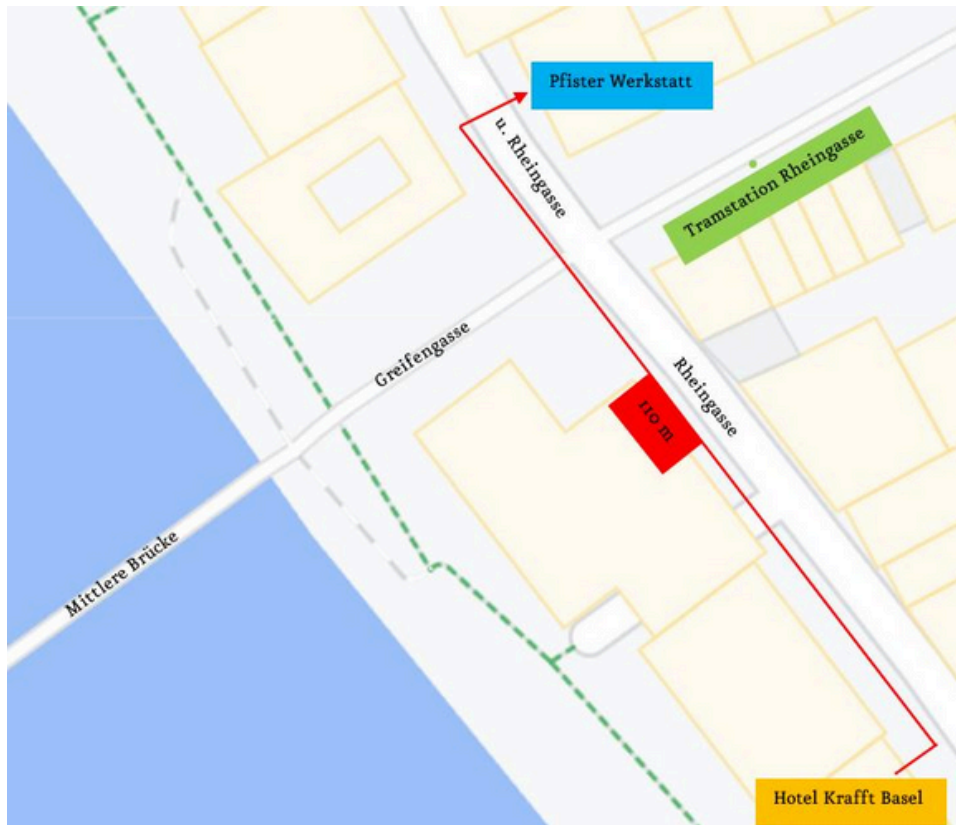 Pfister Werkstatt
u. Rheingasse
Tramstation Rheingasse
Greifengasse
Rheingasse
110 m
Mittlere Brücke
Hotel Krafft Basel